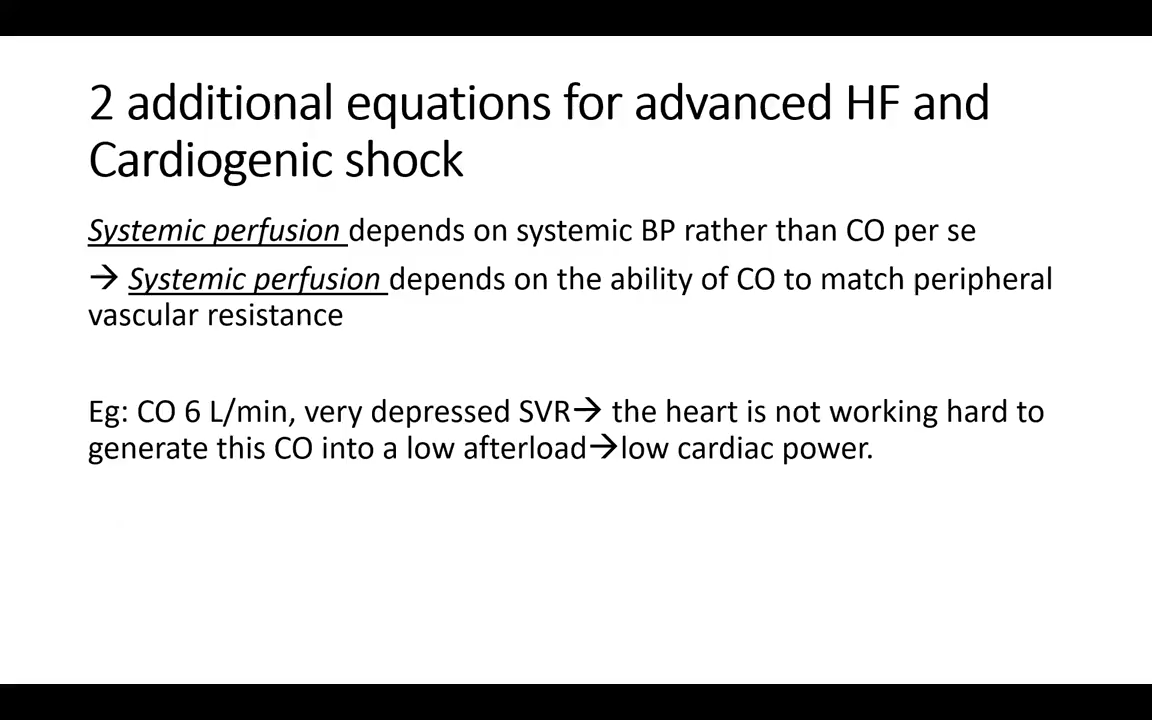 2 additional equations for advanced HF and
Cardiogenic shock
Systemic perfusion depends on systemic BP rather than CO per se
→ Systemic perfusion depends on the ability of CO to match peripheral
vascular resistance
Eg: CO 6 L/min, very depressed SVR→ the heart is not working hard to
generate this CO into a low afterload→low cardiac power.